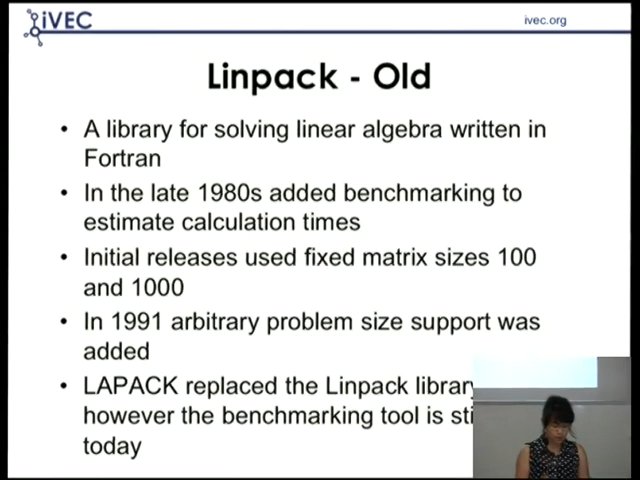 iVEC
ivec.org
Linpack - Old
• A library for solving linear algebra written in
Fortran
• In the late 1980s added benchmarking to
estimate calculation times
• Initial releases used fixed matrix sizes 100
and 1000
• In 1991 arbitrary problem size support was
added
• LAPACK replaced the Linpack library
however the benchmarking tool is
today